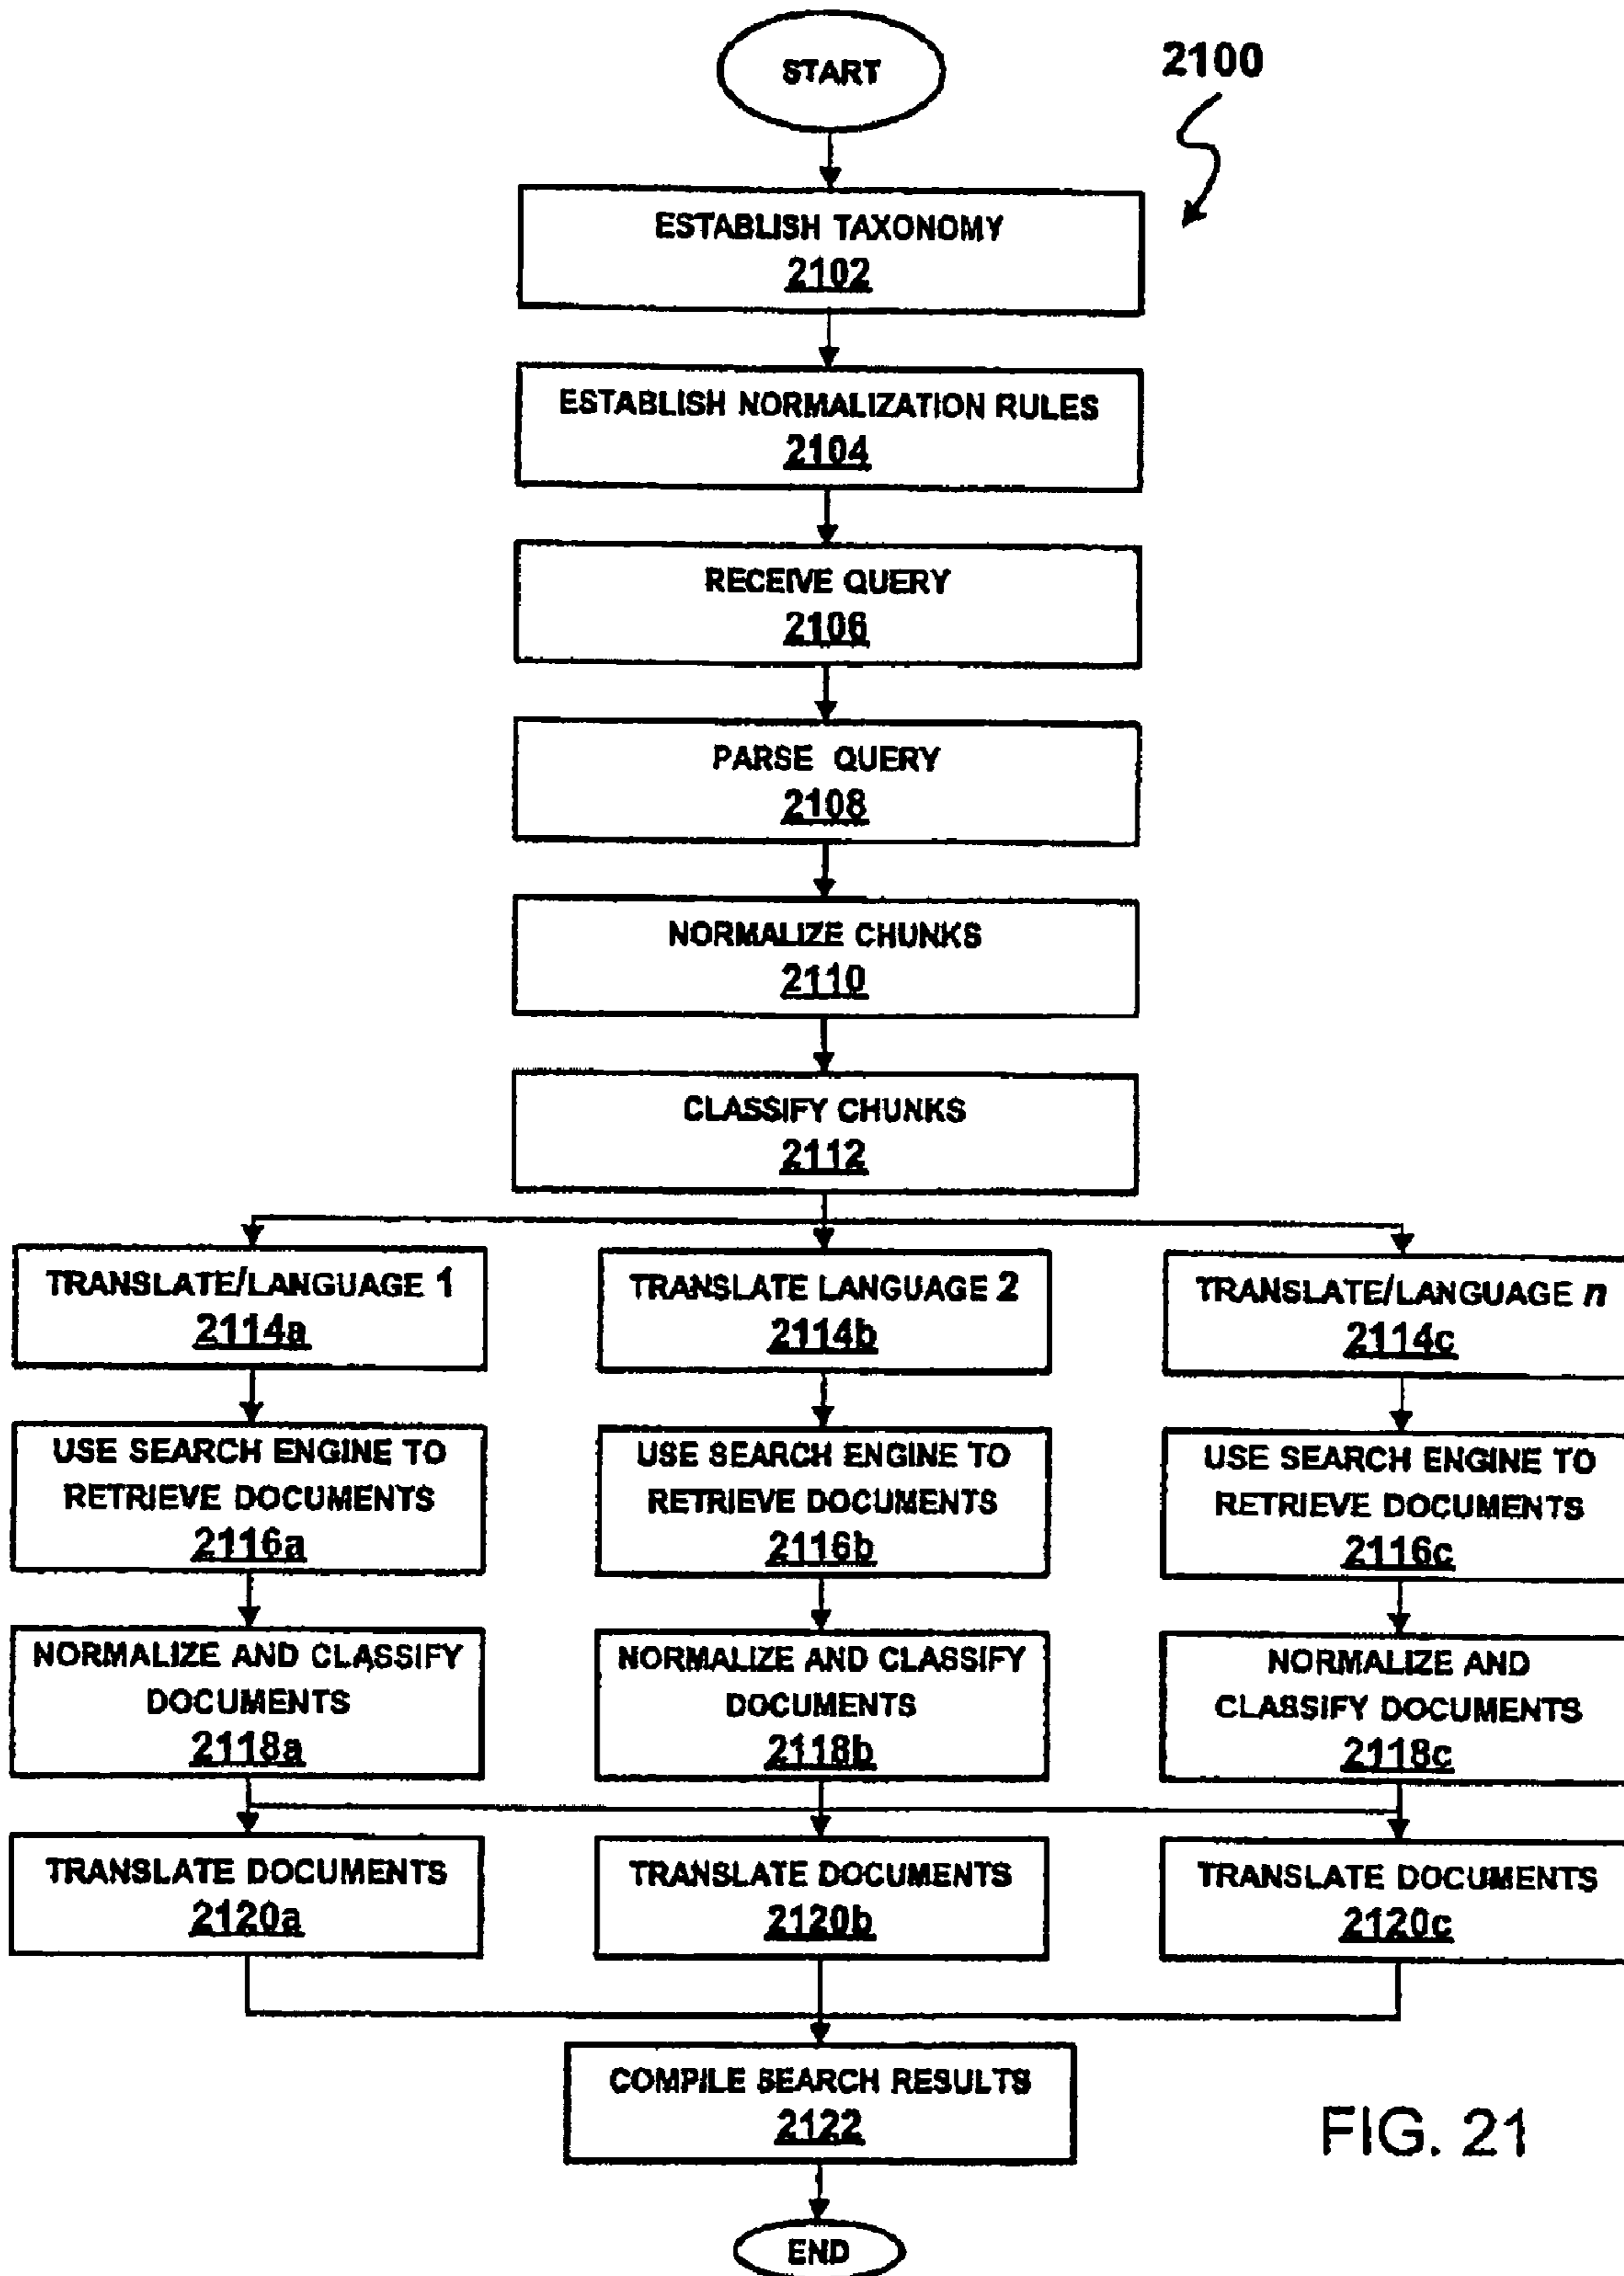 START
2100
ESTABLISH TAXONOMY
2102
ESTABLISH NORMALIZATION RULES
2104
RECEIVE QUERY
2106
PARSE QUERY
2108
NORMALIZE CHUNKS
2110
CLASSIFY CHUNKS
2112
TRANSLATE/LANGUAGE 1
2114a
TRANSLATE LANGUAGE 2
2114b
TRANSLATE/LANGUAGE n
2114c
USE SEARCH ENGINE TO
RETRIEVE DOCUMENTS
2116a
USE SEARCH ENGINE TO
RETRIEVE DOCUMENTS
2116b
USE SEARCH ENGINE TO
RETRIEVE DOCUMENTS
2116c
NORMALIZE AND CLASSIFY
DOCUMENTS
2118a
NORMALIZE AND CLASSIFY
DOCUMENTS
2118b
NORMALIZE AND
CLASSIFY DOCUMENTS
2118c
TRANSLATE DOCUMENTS
2120a
TRANSLATE DOCUMENTS
2120b
TRANSLATE DOCUMENTS
2120c
COMPILE SEARCH RESULTS
2122
FIG. 21
END